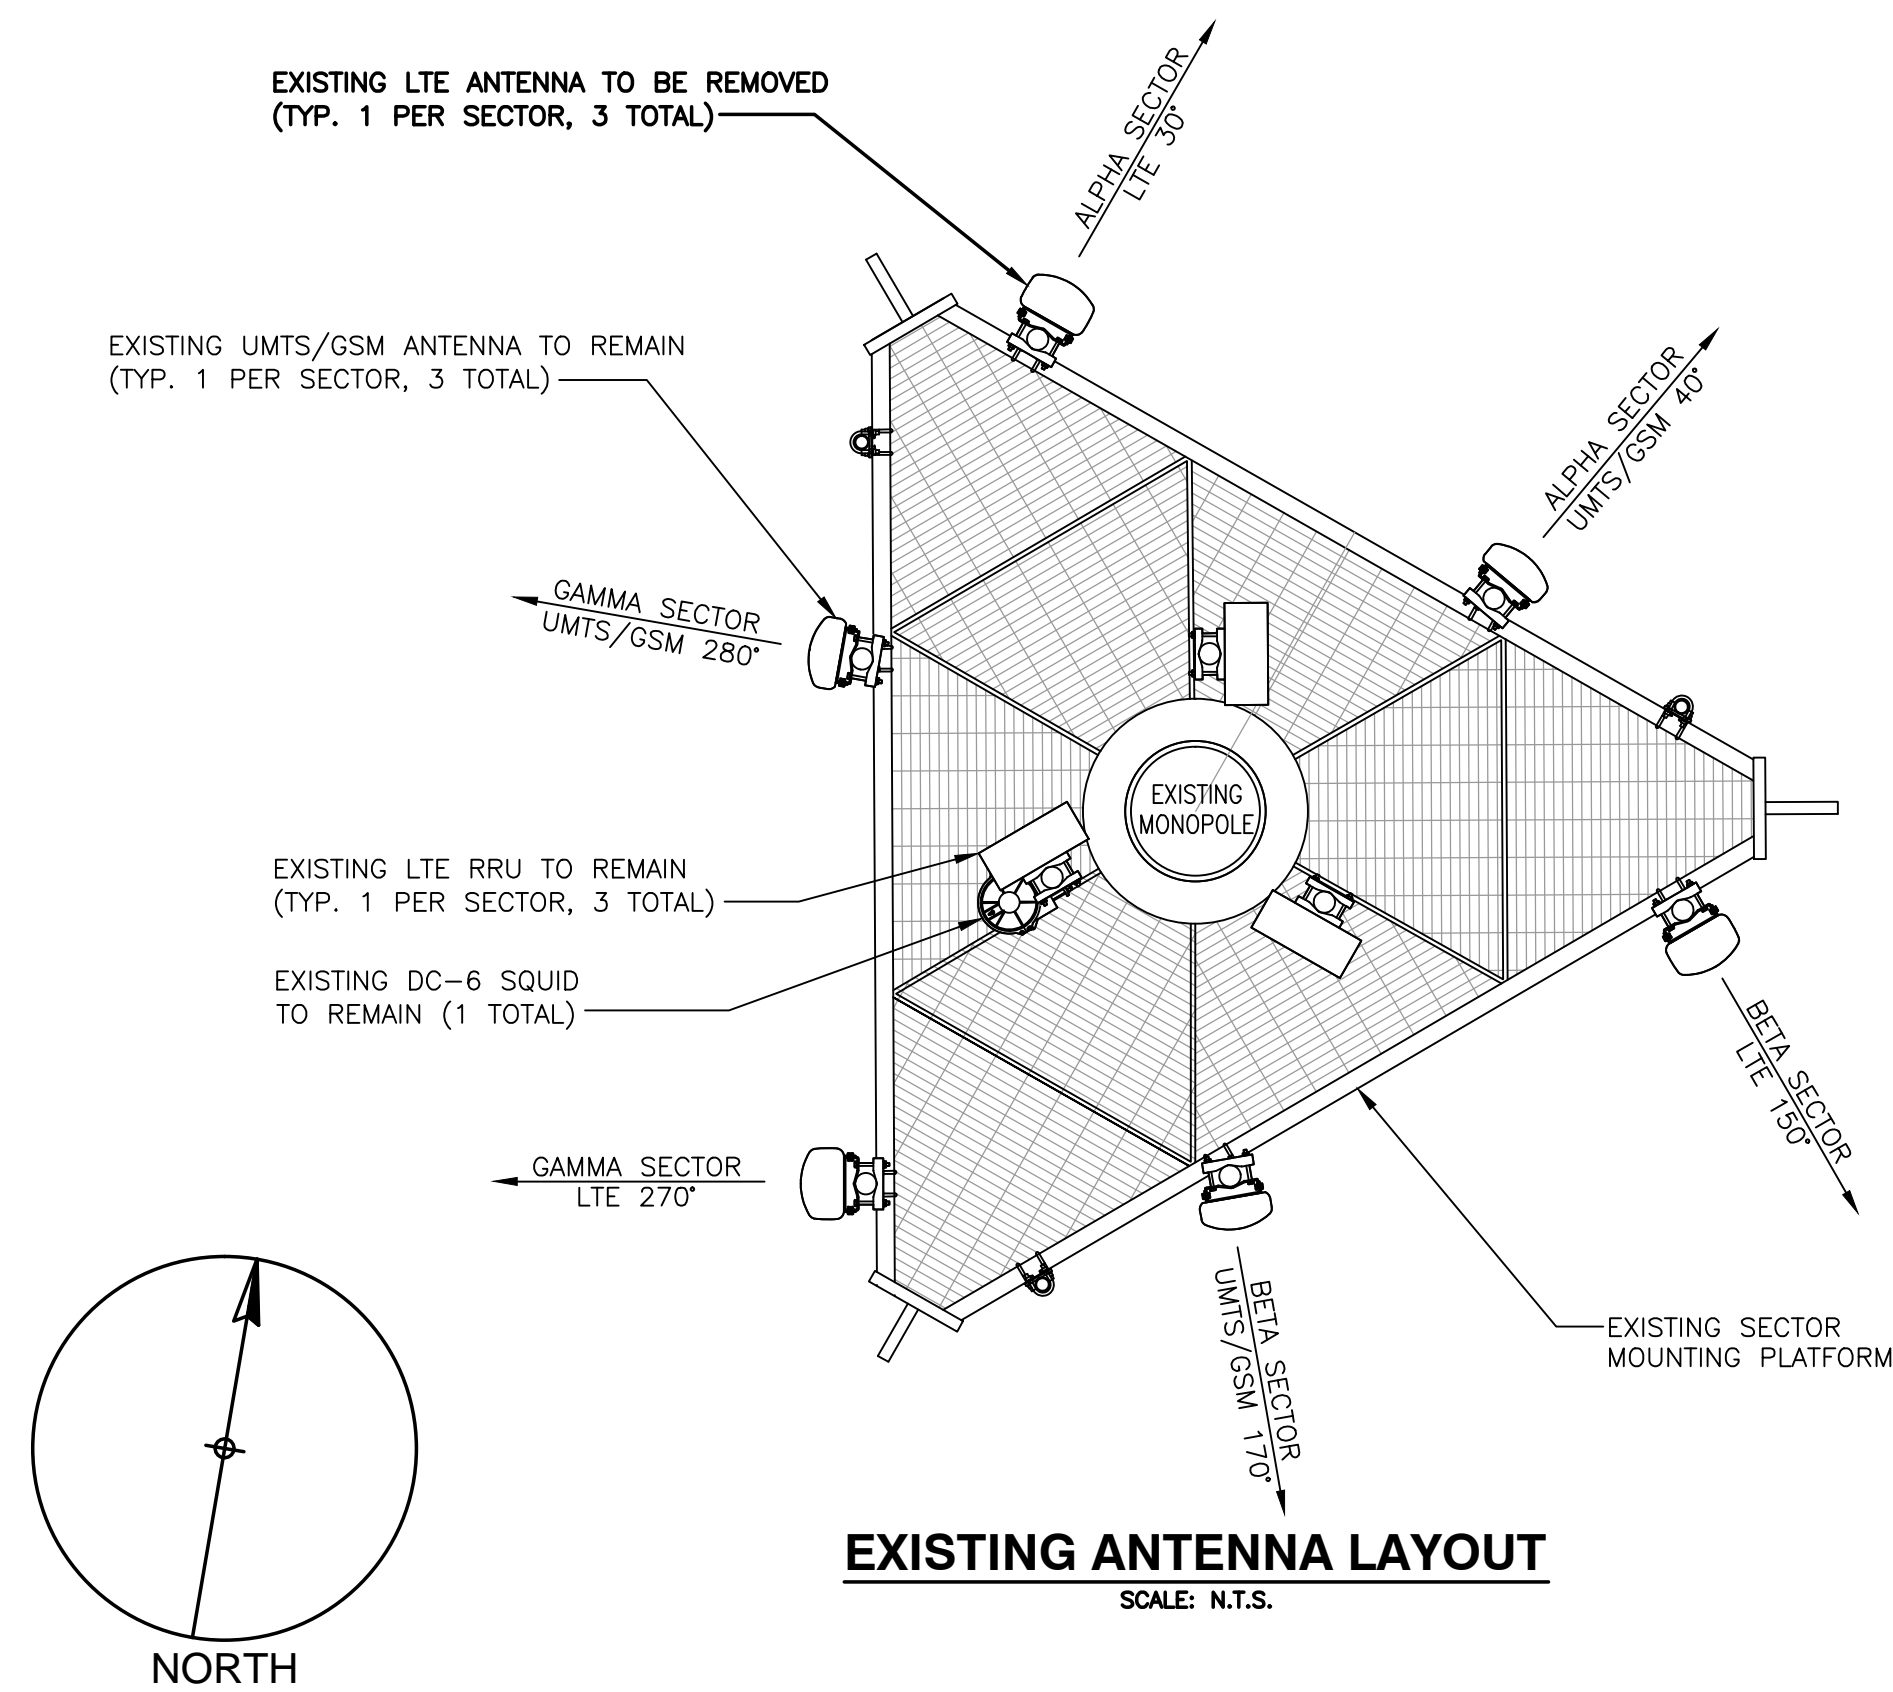 EXISTING LTE ANTENNA TO BE REMOVED
(TYP. 1 PER SECTOR, 3 TOTAL)
ALPHA SECTOR
LTE 30°
EXISTING UMTS/GSM ANTENNA TO REMAIN
(TYP. 1 PER SECTOR, 3 TOTAL)
ALPHA SECTOR
UMTS/GSM 40°
GAMMA SECTOR
UMTS/GSM 280°
EXISTING
MONOPOLE
EXISTING LTE RRU TO REMAIN
(TYP. 1 PER SECTOR, 3 TOTAL)
EXISTING DC-6 SQUID
TO REMAIN (1 TOTAL)
BETA SECTOR
LTE 150°
GAMMA SECTOR
LTE 270°
BETA SECTOR
UMTS/GSM 170°
EXISTING SECTOR
MOUNTING PLATFORM
EXISTING ANTENNA LAYOUT
SCALE: N.T.S.
NORTH